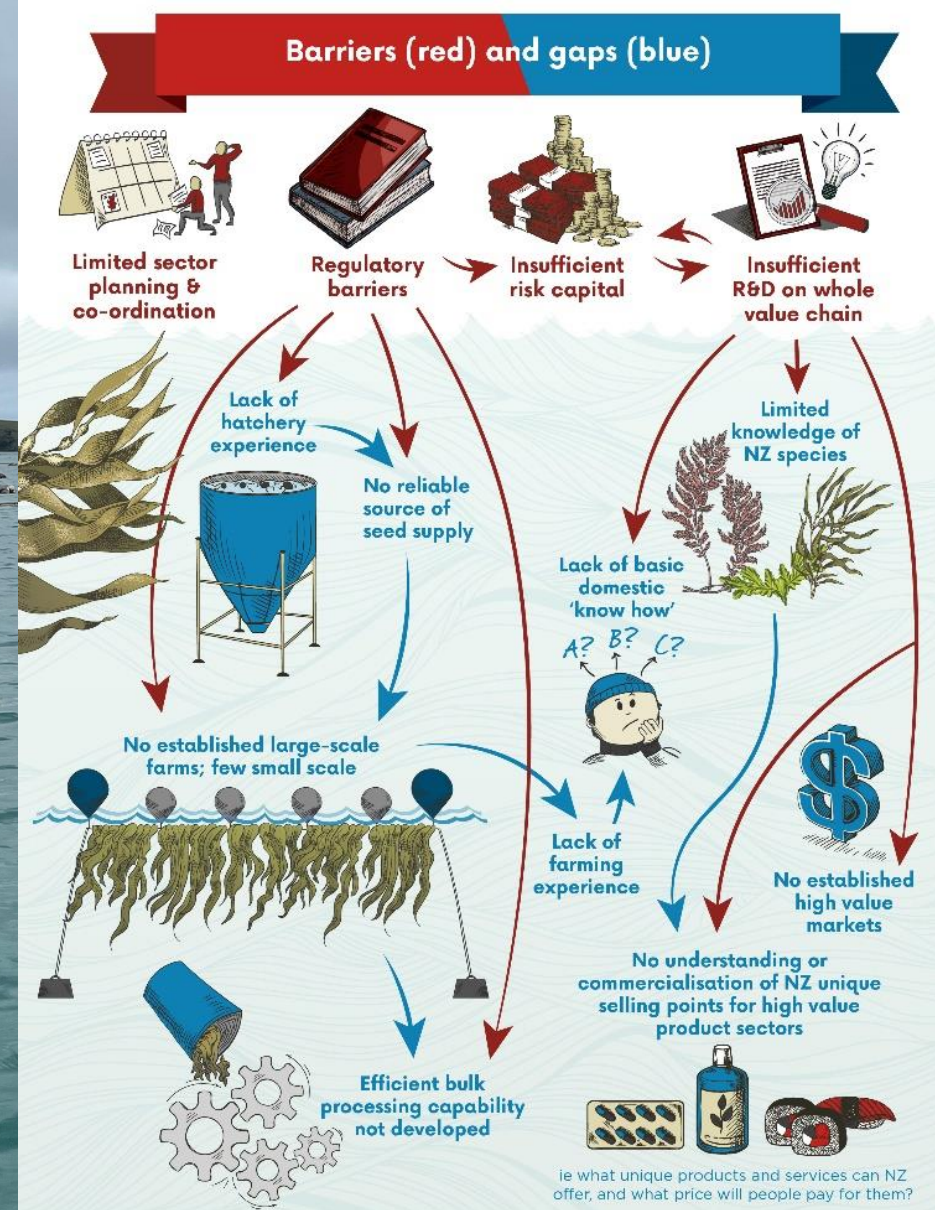 Barriers (red) and gaps (blue)
Limited sector
planning &
co-ordination
Regulatory
barriers
Insufficient
risk capital
Insufficient
R&D on whole
value chain
Lack of
hatchery
experience
No reliable
source of
seed supply
Limited
knowledge of
NZ species
Lack of basic
domestic
'know how'
A? B? C?
No established large-scale
farms; few small scale
Lack of
farming
experience
$
No established
high value
markets
No understanding or
commercialisation of NZ unique
selling points for high value
product sectors
Efficient bulk
processing capability
not developed
ie what unique products and services can NZ
offer, and what price will people pay for them?